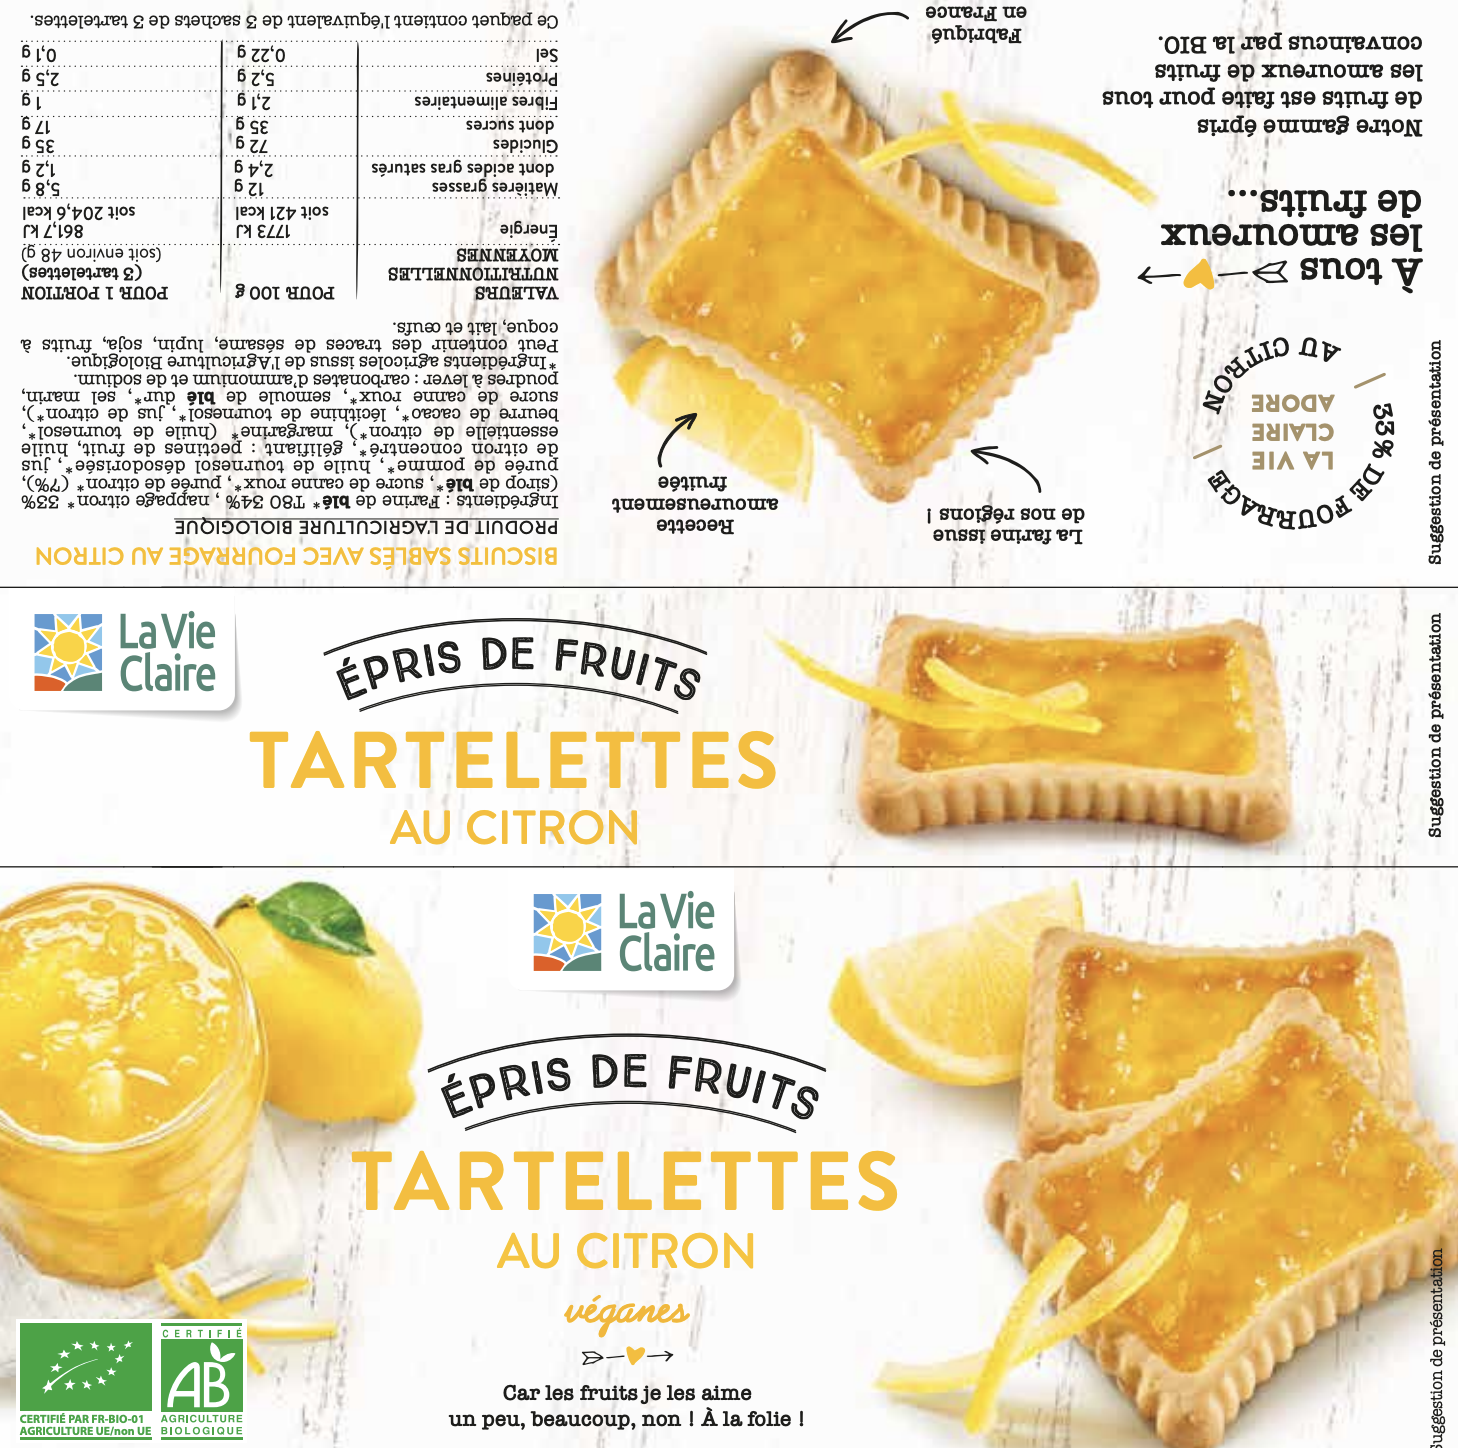 BISCUITS SABLÉS AVEC FOURRAGE AU CITRON
PRODUIT DE L'AGRICULTURE BIOLOGIQUE
Ingrédients : Farine de blé* T80 34% , nappage citron* 33%
(sirop de blé*, sucre de canne roux*, purée de citron* (7%),
purée de pomme*, huile de tournesol désodorisée*, jus
de citron concentré*, gélifiant : pectines de fruit, huile
essentielle de citron*), margarine* (huile de tournesol*,
beurre de cacao*, lécithine de tournesol*, jus de citron*),
sucre de canne roux*, semoule de blé dur*, sel marin,
poudres à lever : carbonates d'ammonium et de sodium.
*Ingrédients agricoles issus de l'Agriculture Biologique.
Peut contenir des traces de sésame, lupin, soja, fruits à
coque, lait et œufs.
VALEURS
NUTRITIONNELLES
MOYENNES
POUR 100 g
POUR 1 PORTION
(3 tartelettes)
(soit environ 48 g)
Énergie
1773 kJ
861,7 kJ
soit 421 kcal
soit 204,6 kcal
Matières grasses
12 g
5,8 g
dont acides gras saturés
2,4 g
1,2 g
Glucides
72 g
35 g
dont sucres
35 g
17 g
Fibres alimentaires
2,1 g
1 g
Protéines
5,2 g
2,5 g
Sel
0,22 g
0,1 g
Ce paquet contient l'équivalent de 3 sachets de 3 tartelettes.
Recette
amoureusement
fruitée
La farine issue
de nos régions !
Fabriqué
en France
33% DE FOURRAGE
AU CITRON
LA VIE
CLAIRE
ADORE
À tous
les amoureux
de fruits...
Notre gamme épris
de fruits est faite pour tous
les amoureux de fruits
convaincus par la BIO.
Suggestion de présentation
La Vie
Claire
ÉPRIS DE FRUITS
TARTELETTES
AU CITRON
Suggestion de présentation
La Vie
Claire
ÉPRIS DE FRUITS
TARTELETTES
AU CITRON
véganes
Car les fruits je les aime
un peu, beaucoup, non ! À la folie !
CERTIFIÉ PAR FR-BIO-01
AGRICULTURE UE/non UE
CERTIFIÉ
AB
AGRICULTURE
BIOLOGIQUE
Suggestion de présentation